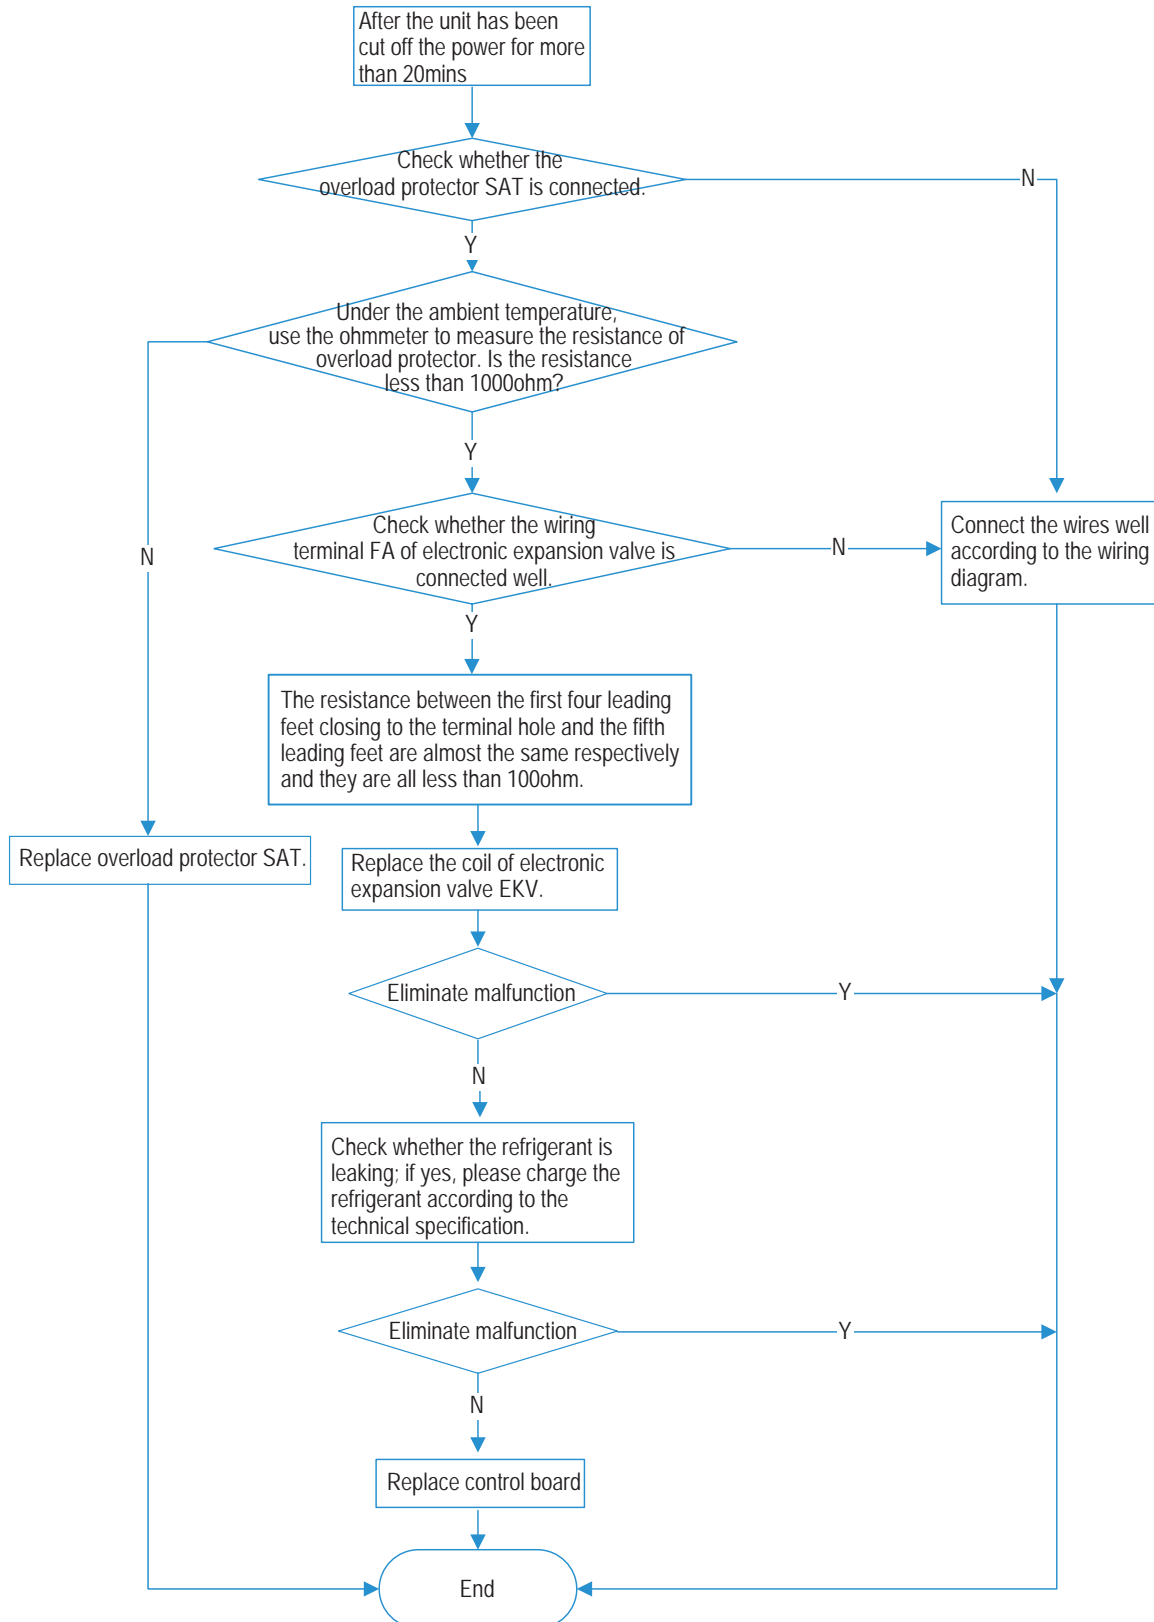 After the unit has been
cut off the power for more
than 20mins
Check whether the
overload protector SAT is connected.
N
Y
Under the ambient temperature,
use the ohmmeter to measure the resistance of
overload protector. Is the resistance
less than 1000ohm?
Y
N
Check whether the wiring
terminal FA of electronic expansion valve is
connected well.
N
Connect the wires well
according to the wiring
diagram.
Y
The resistance between the first four leading
feet closing to the terminal hole and the fifth
leading feet are almost the same respectively
and they are all less than 100ohm.
Replace overload protector SAT.
Replace the coil of electronic
expansion valve EKV.
Eliminate malfunction
Y
N
Check whether the refrigerant is
leaking; if yes, please charge the
refrigerant according to the
technical specification.
Eliminate malfunction
Y
N
Replace control board
End